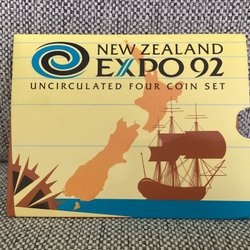 NEW ZEALAND
EXPO 92
UNCIRCULATED FOUR COIN SET